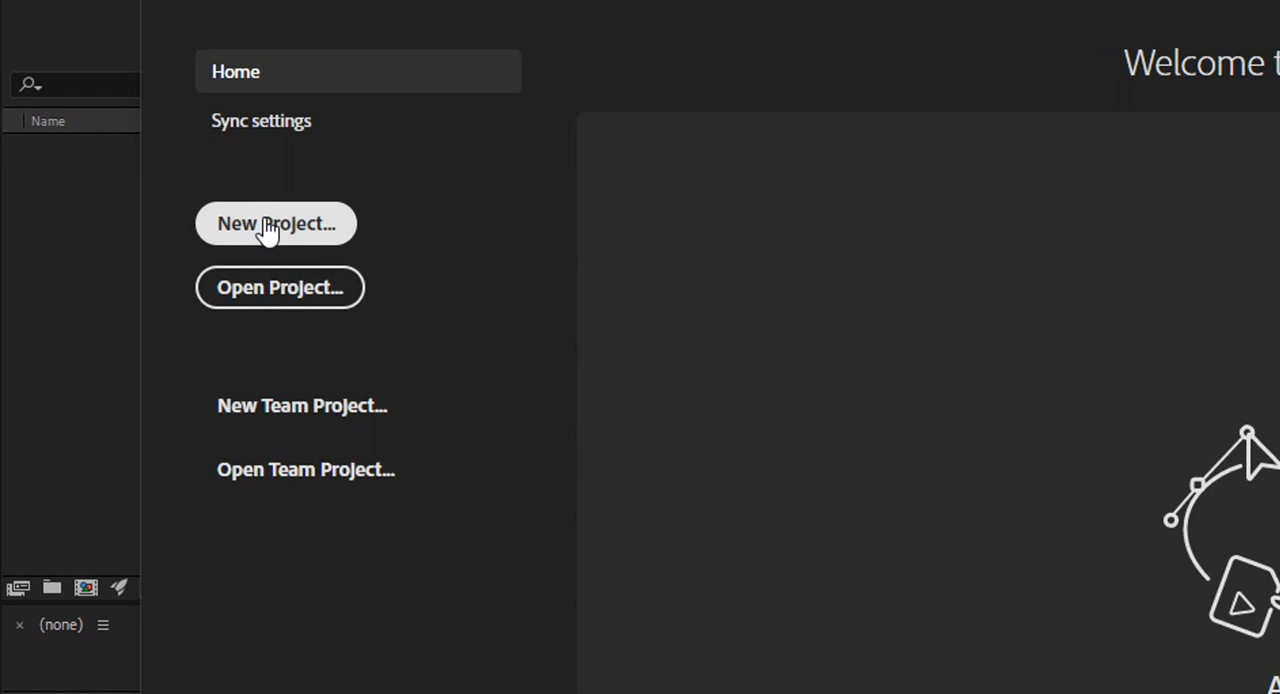 Home
Welcome t
Sync settings
Name
New Project...
Open Project...
New Team Project...
Open Team Project...
(none)
A